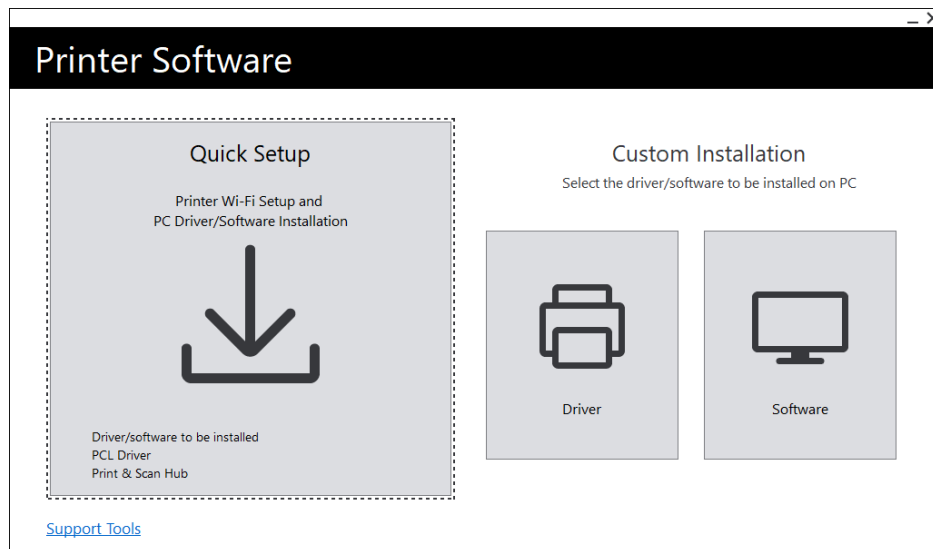 Printer Software
Quick Setup
Printer Wi-Fi Setup and
PC Driver/Software Installation
Driver/software to be installed
PCL Driver
Print & Scan Hub
Custom Installation
Select the driver/software to be installed on PC
Driver
Software
Support Tools